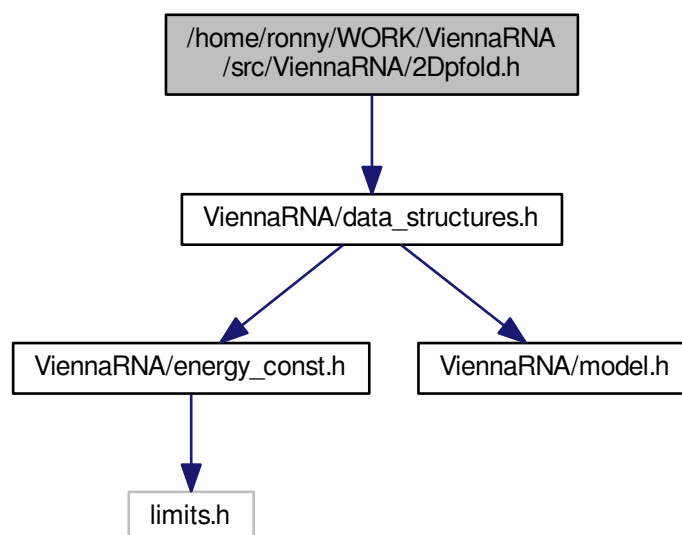 /home/ronny/WORK/ViennaRNA
/src/ViennaRNA/2Dpfold.h
ViennaRNA/data_structures.h
ViennaRNA/energy_const.h
ViennaRNA/model.h
limits.h